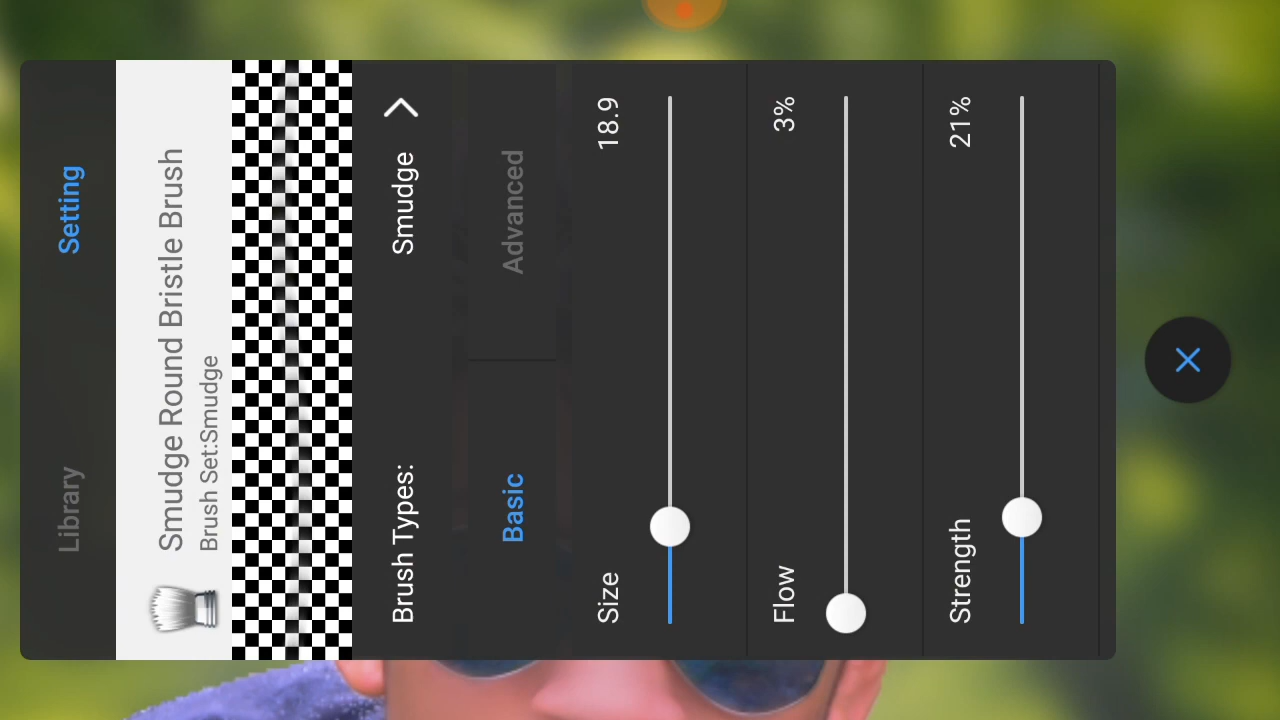 Library Setting
Smudge Round Bristle Brush
Brush Set:Smudge
Brush Types: Smudge
Basic Advanced
Size 18.9
Flow 3%
Strength 21%